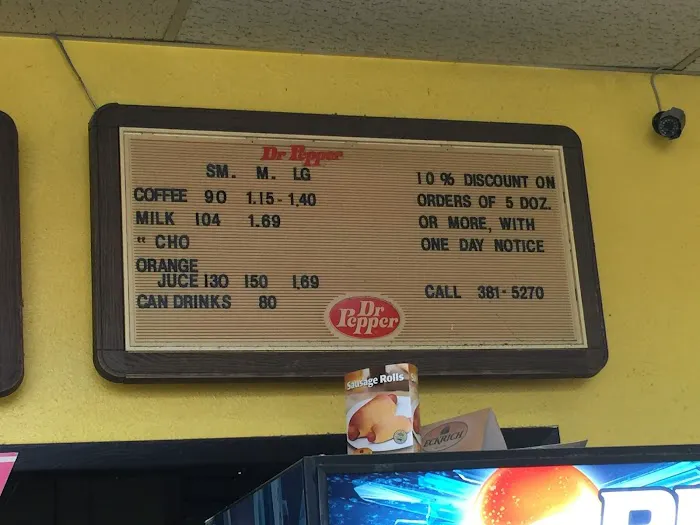 Dr Pepper
SM. M. LG
COFFEE 90 1.15 - 1.40
MILK 104 1.69
" CHO
ORANGE
JUCE 130 150 1.69
CAN DRINKS 80
10% DISCOUNT ON
ORDERS OF 5 DOZ.
OR MORE, WITH
ONE DAY NOTICE
CALL 381-5270
Dr
Pepper
Sausage Rolls
ECKRICH